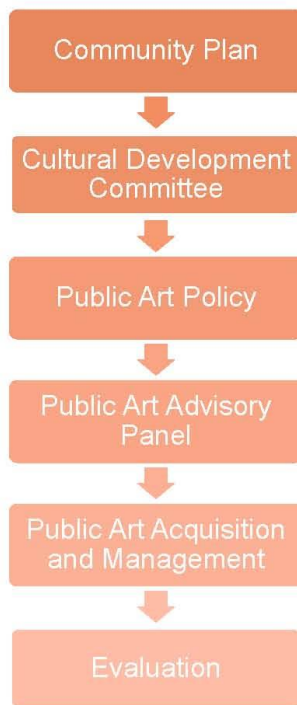 Community Plan
Cultural Development
Committee
Public Art Policy
Public Art Advisory
Panel
Public Art Acquisition
and Management
Evaluation